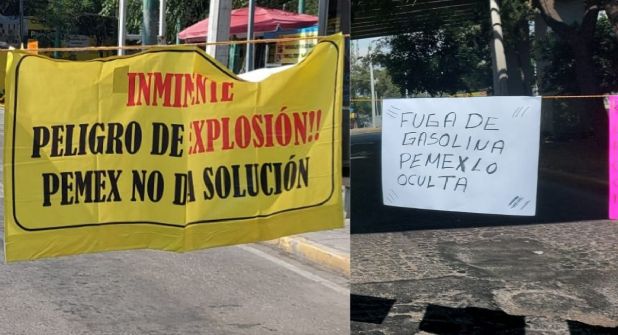 INMINENTE
PELIGRO DE EXPLOSIÓN!!
PEMEX NO DA SOLUCIÓN
FUGA DE
GASOLINA
PEMEX LO
OCULTA